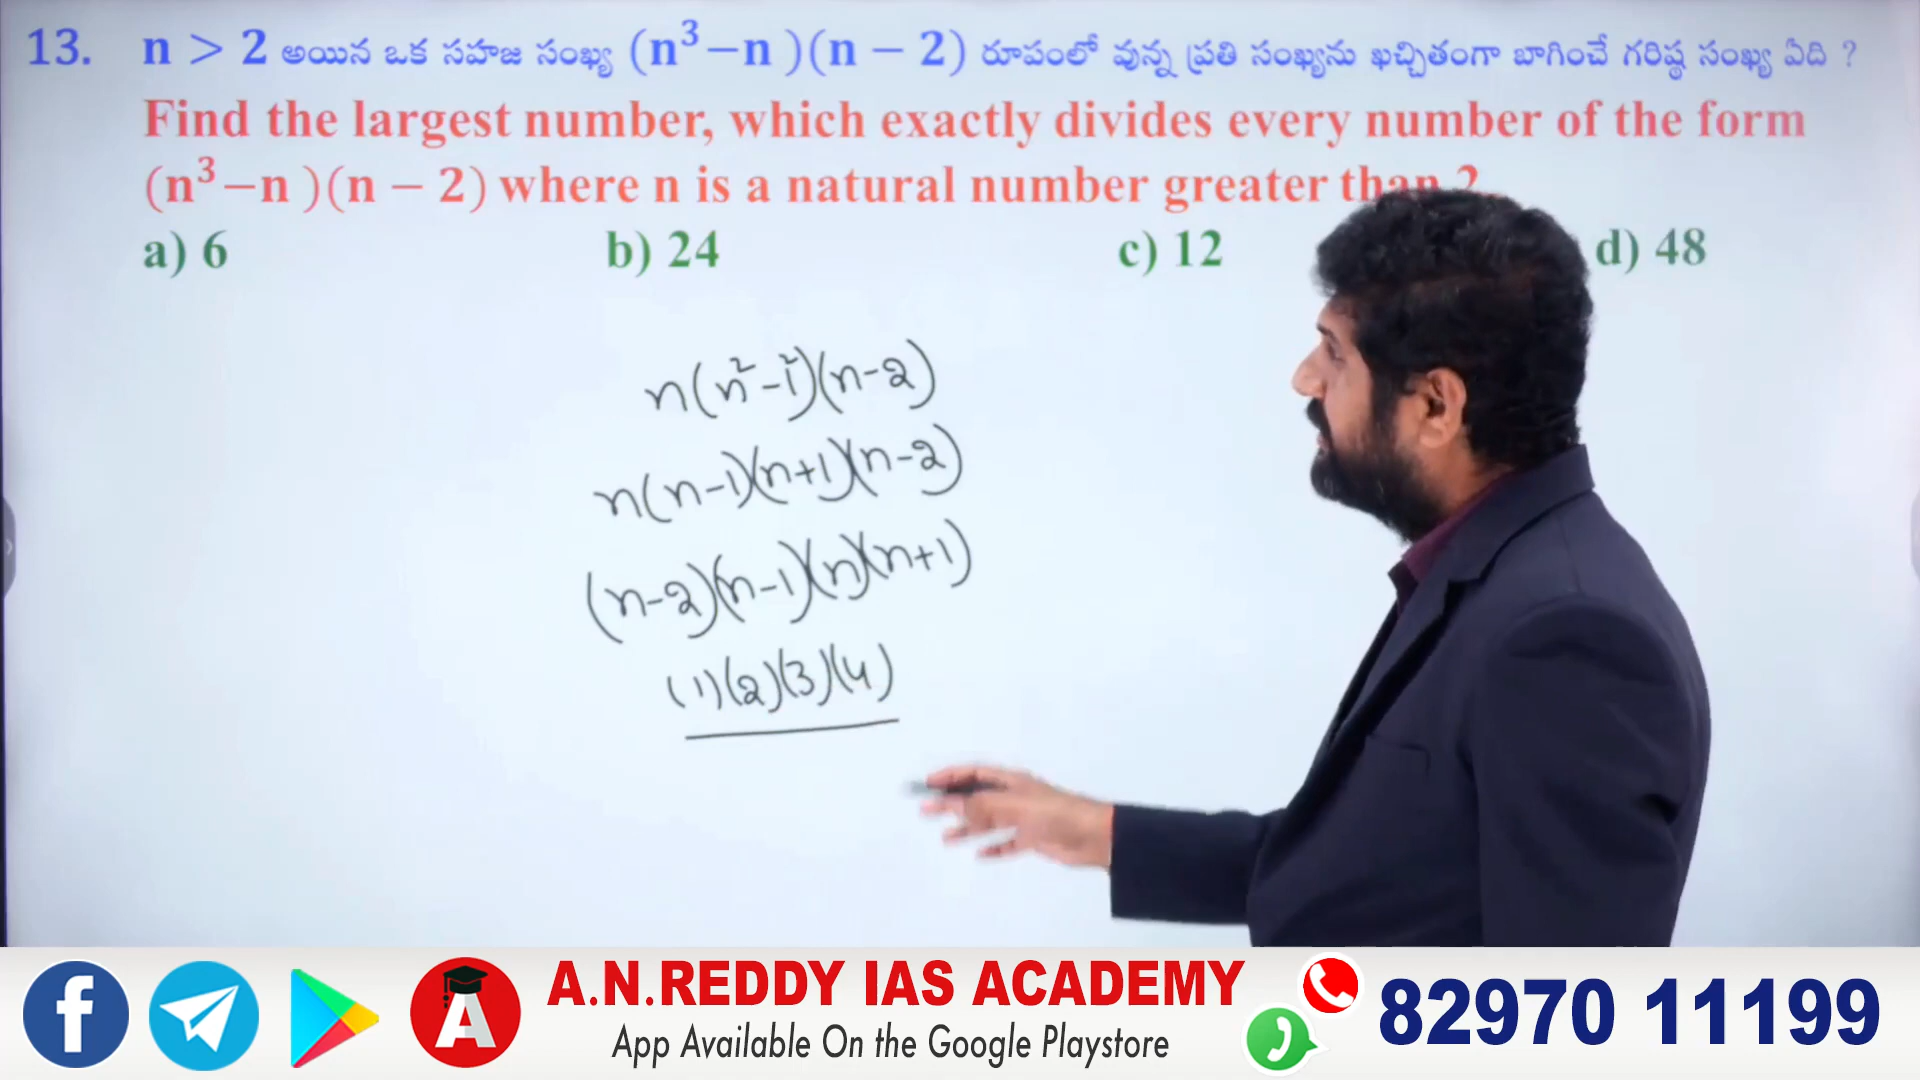 13. n > 2 అయిన ఒక సహజ సంఖ్య (n³−n )(n − 2) రూపంలో వున్న ప్రతి సంఖ్యను ఖచ్చితంగా బాగించే గరిష్ఠ సంఖ్య ఏది ?
Find the largest number, which exactly divides every number of the form
(n³−n )(n − 2) where n is a natural number greater than 2
a) 6 b) 24 c) 12 d) 48
n(n²-1²)(n-2)
n(n-1)(n+1)(n-2)
(n-2)(n-1)(n)(n+1)
(1)(2)(3)(4)
A.N.REDDY IAS ACADEMY
App Available On the Google Playstore
82970 11199